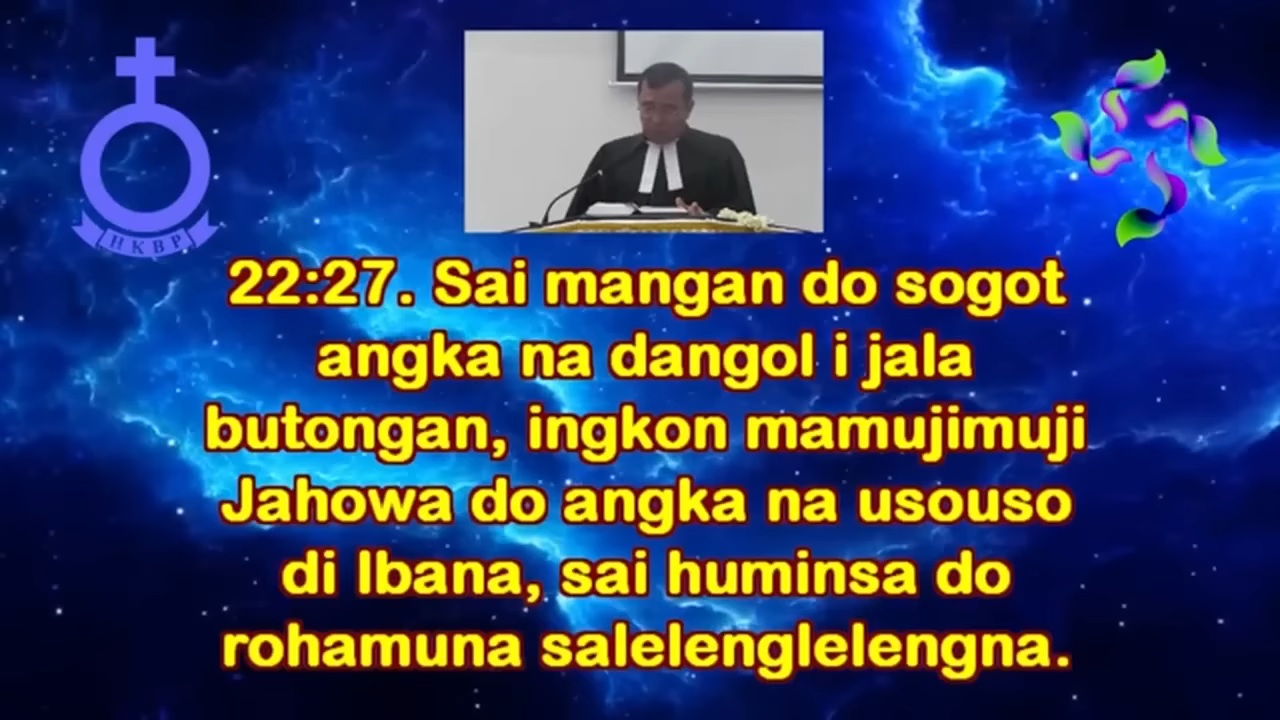 HKBP
22:27. Sai mangan do sogot
angka na dangol i jala
butongan, ingkon mamujimuji
Jahowa do angka na usouso
di Ibana, sai huminsa do
rohamuna salelenglelengna.